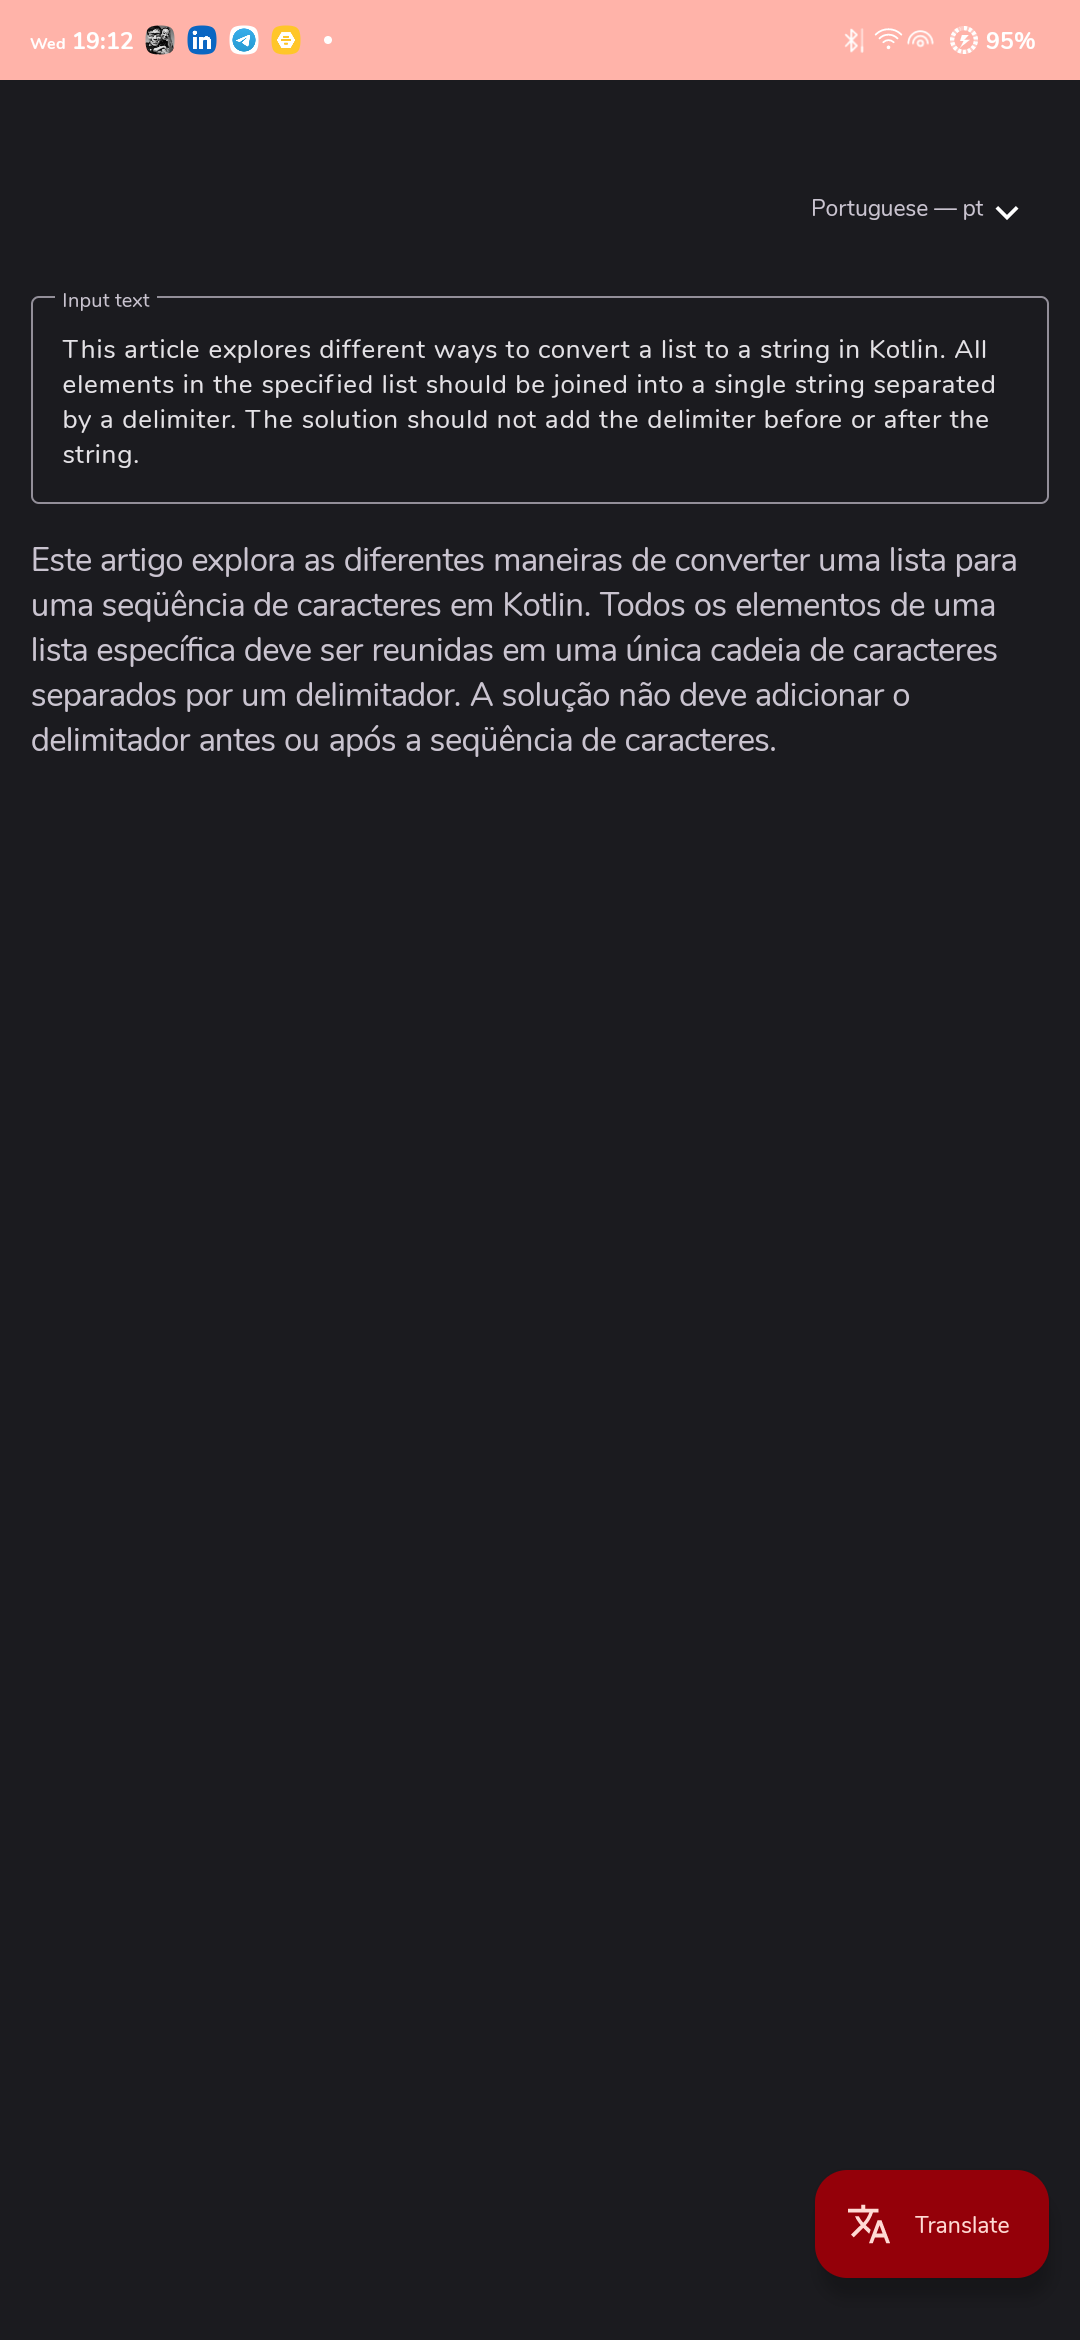 Wed 19:12
95%
Portuguese — pt
Input text
This article explores different ways to convert a list to a string in Kotlin. All
elements in the specified list should be joined into a single string separated
by a delimiter. The solution should not add the delimiter before or after the
string.
Este artigo explora as diferentes maneiras de converter uma lista para
uma seqüência de caracteres em Kotlin. Todos os elementos de uma
lista específica deve ser reunidas em uma única cadeia de caracteres
separados por um delimitador. A solução não deve adicionar o
delimitador antes ou após a seqüência de caracteres.
Translate